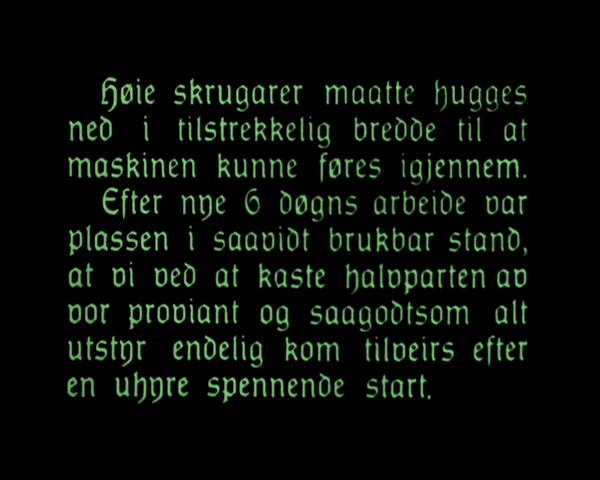 Høie skrugarer maatte hugges
ned i tilstrekkelig bredde til at
maskinen kunne føres igjennem.
Efter nye 6 døgns arbeide var
plassen i saavidt brukbar stand,
at vi ved at kaste halvparten av
vor proviant og saagodtsom alt
utstyr endelig kom tilveirs efter
en uhyre spennende start.